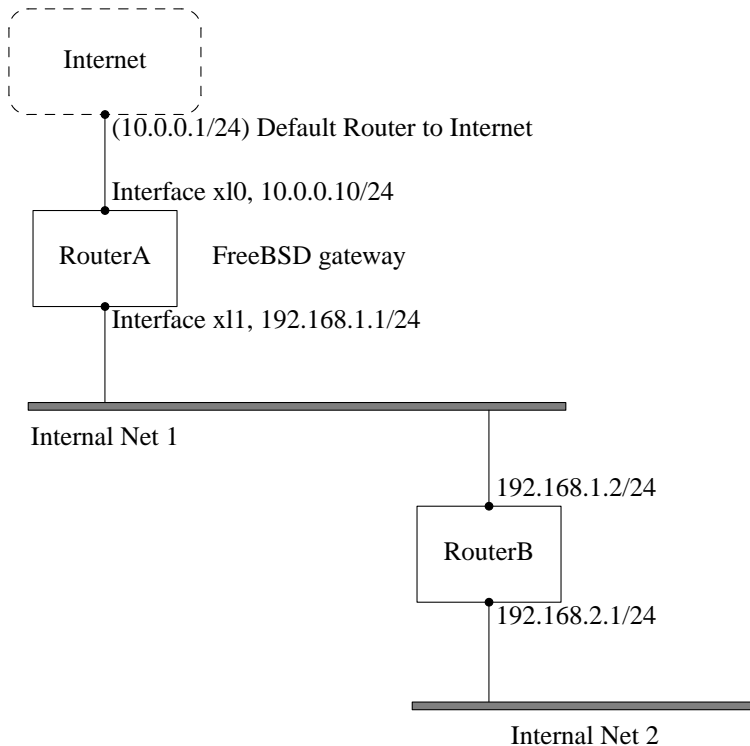 Internet
(10.0.0.1/24) Default Router to Internet
Interface xl0, 10.0.0.10/24
RouterA
FreeBSD gateway
Interface xl1, 192.168.1.1/24
Internal Net 1
192.168.1.2/24
RouterB
192.168.2.1/24
Internal Net 2